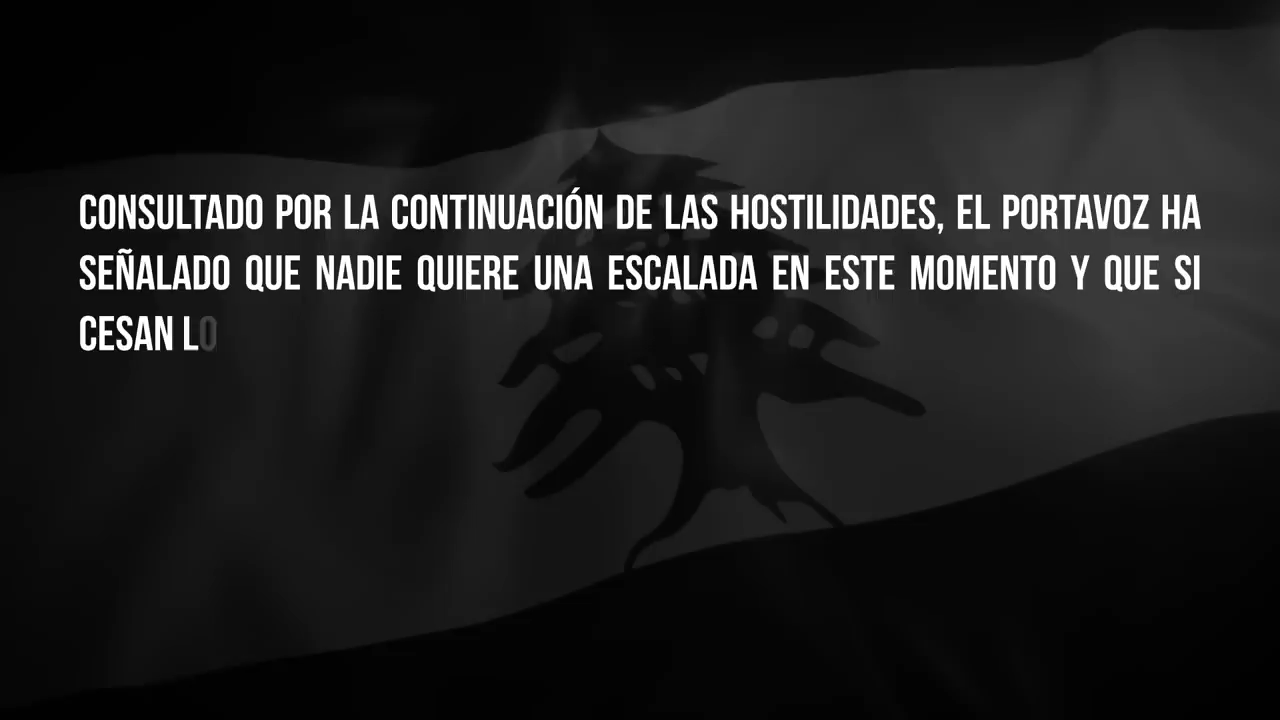 CONSULTADO POR LA CONTINUACIÓN DE LAS HOSTILIDADES, EL PORTAVOZ HA
SEÑALADO QUE NADIE QUIERE UNA ESCALADA EN ESTE MOMENTO Y QUE SI
CESAN LO